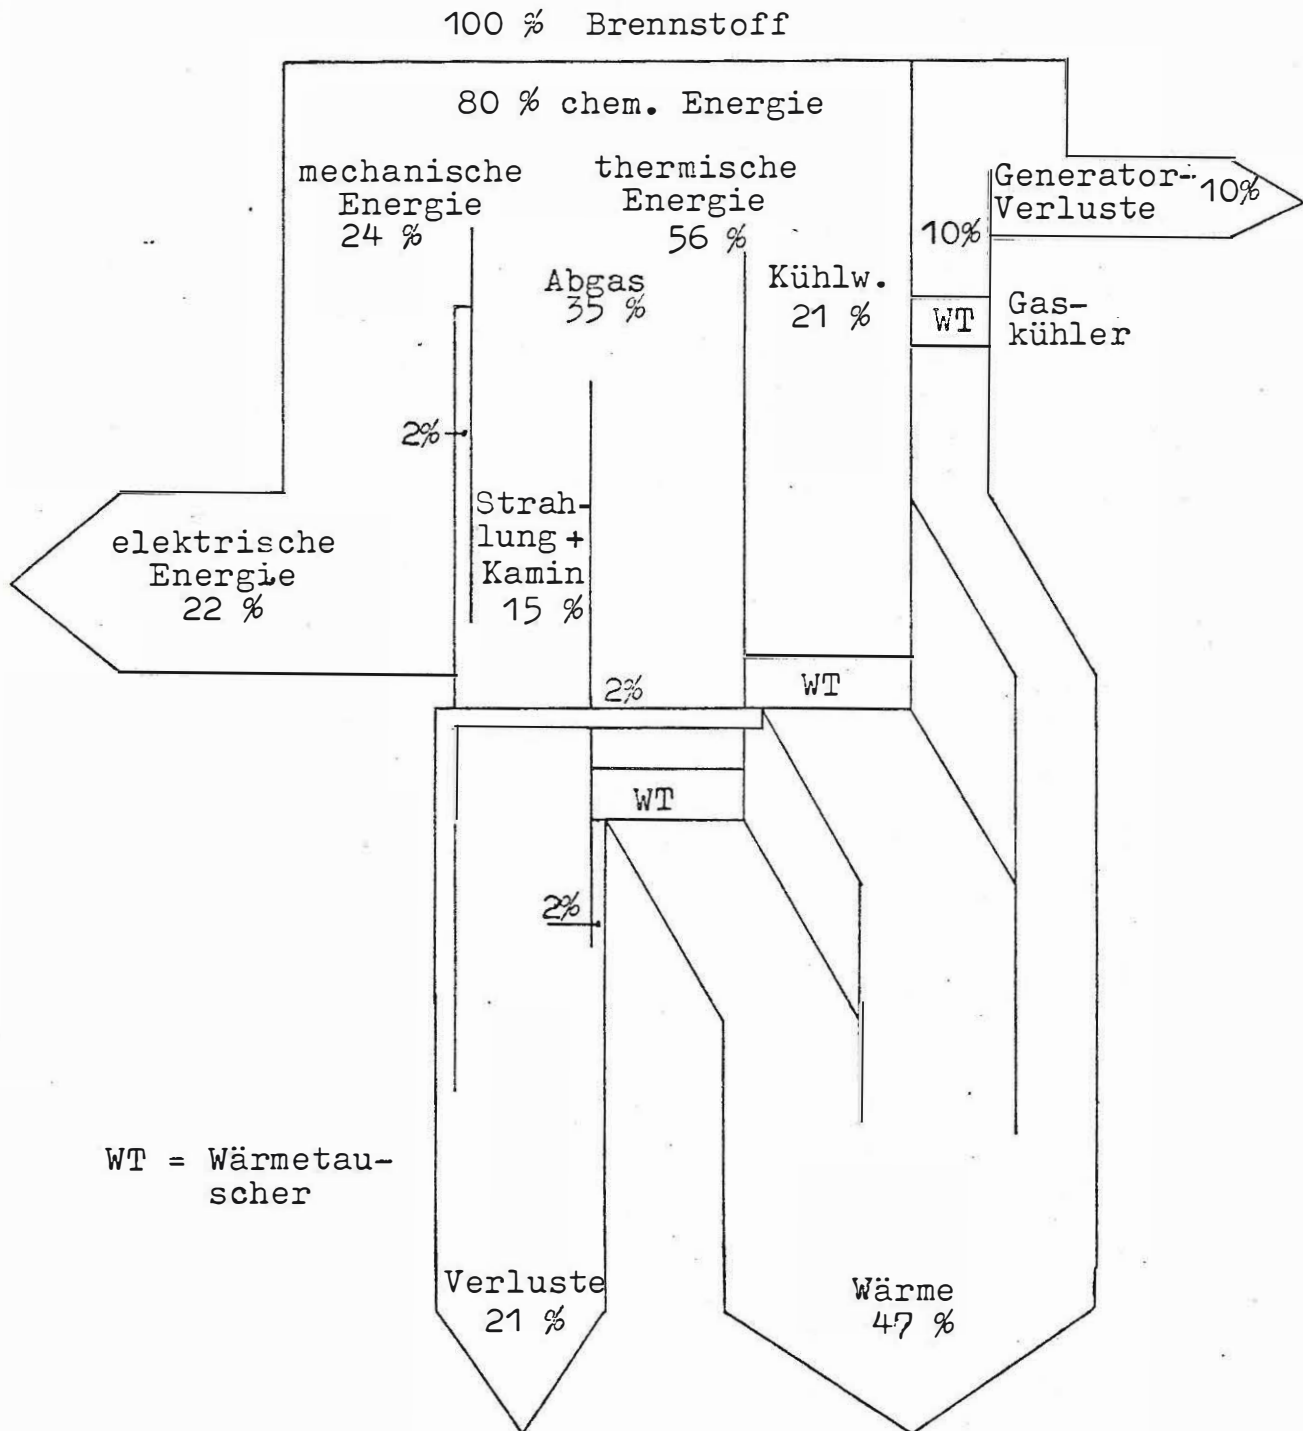 100 % Brennstoff
80 % chem. Energie
mechanische
Energie
24 %
thermische
Energie
56 %
Generator-
Verluste
10%
10%
Abgas
35 %
Kühlw.
21 %
WT
Gas-
kühler
2%
Strah-
lung +
Kamin
15 %
elektrische
Energie
22 %
2%
WT
WT
2%
WT = Wärmetau-
scher
Verluste
21 %
Wärme
47 %